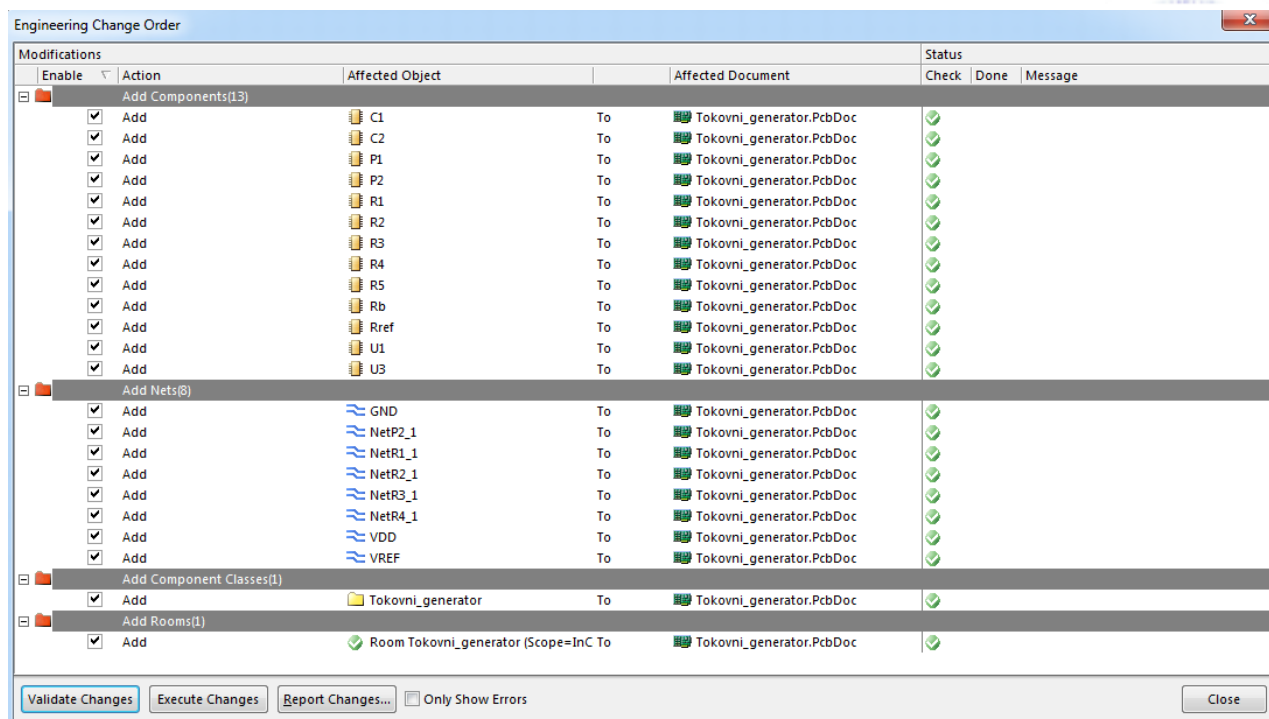 Engineering Change Order
Modifications Status
Enable Action Affected Object Affected Document Check Done Message
Add Components(13)
Add C1 To Tokovni_generator.PcbDoc
Add C2 To Tokovni_generator.PcbDoc
Add P1 To Tokovni_generator.PcbDoc
Add P2 To Tokovni_generator.PcbDoc
Add R1 To Tokovni_generator.PcbDoc
Add R2 To Tokovni_generator.PcbDoc
Add R3 To Tokovni_generator.PcbDoc
Add R4 To Tokovni_generator.PcbDoc
Add R5 To Tokovni_generator.PcbDoc
Add Rb To Tokovni_generator.PcbDoc
Add Rref To Tokovni_generator.PcbDoc
Add U1 To Tokovni_generator.PcbDoc
Add U3 To Tokovni_generator.PcbDoc
Add Nets(8)
Add GND To Tokovni_generator.PcbDoc
Add NetP2_1 To Tokovni_generator.PcbDoc
Add NetR1_1 To Tokovni_generator.PcbDoc
Add NetR2_1 To Tokovni_generator.PcbDoc
Add NetR3_1 To Tokovni_generator.PcbDoc
Add NetR4_1 To Tokovni_generator.PcbDoc
Add VDD To Tokovni_generator.PcbDoc
Add VREF To Tokovni_generator.PcbDoc
Add Component Classes(1)
Add Tokovni_generator To Tokovni_generator.PcbDoc
Add Rooms(1)
Add Room Tokovni_generator (Scope=InC To Tokovni_generator.PcbDoc
Validate Changes Execute Changes Report Changes... Only Show Errors Close